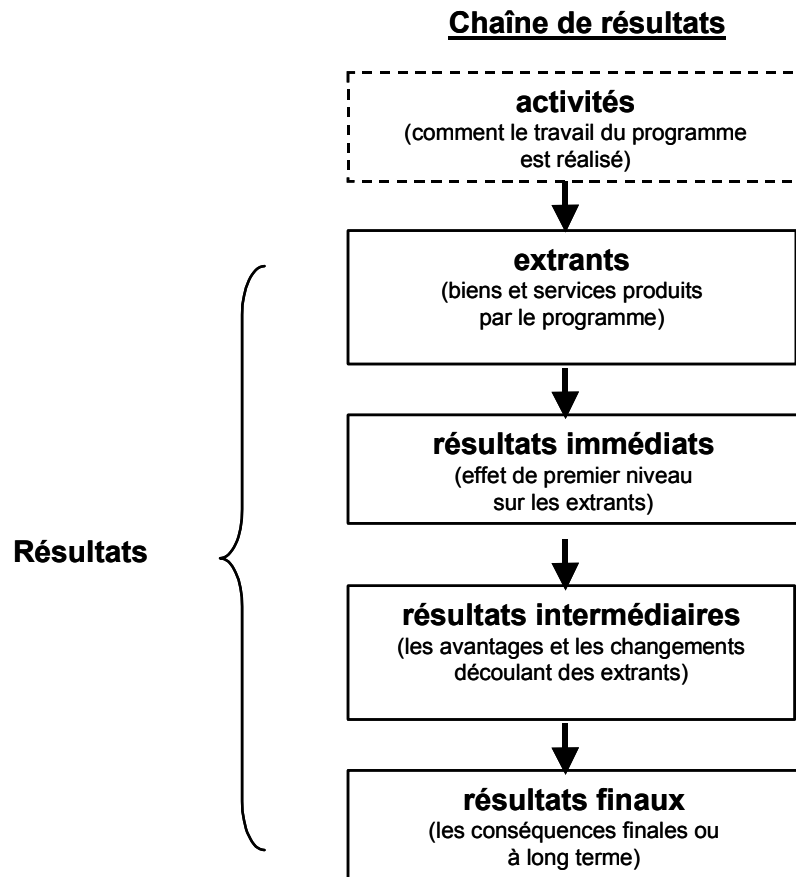 Chaîne de résultats
activités
(comment le travail du programme
est réalisé)
extrants
(biens et services produits
par le programme)
résultats immédiats
(effet de premier niveau
sur les extrants)
Résultats
résultats intermédiaires
(les avantages et les changements
découlant des extrants)
résultats finaux
(les conséquences finales ou
à long terme)